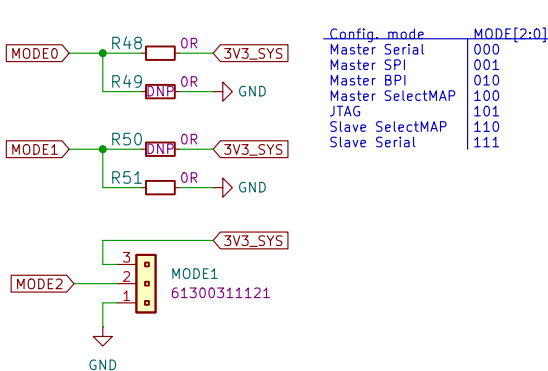 MODE0
R48
0R
3V3_SYS
R49
DNP
0R
GND
MODE1
R50
DNP
0R
3V3_SYS
R51
0R
GND
3V3_SYS
MODE2
3
2
1
MODE1
61300311121
GND
Config. mode MODE[2:0]
Master Serial 000
Master SPI 001
Master BPI 010
Master SelectMAP 100
JTAG 101
Slave SelectMAP 110
Slave Serial 111